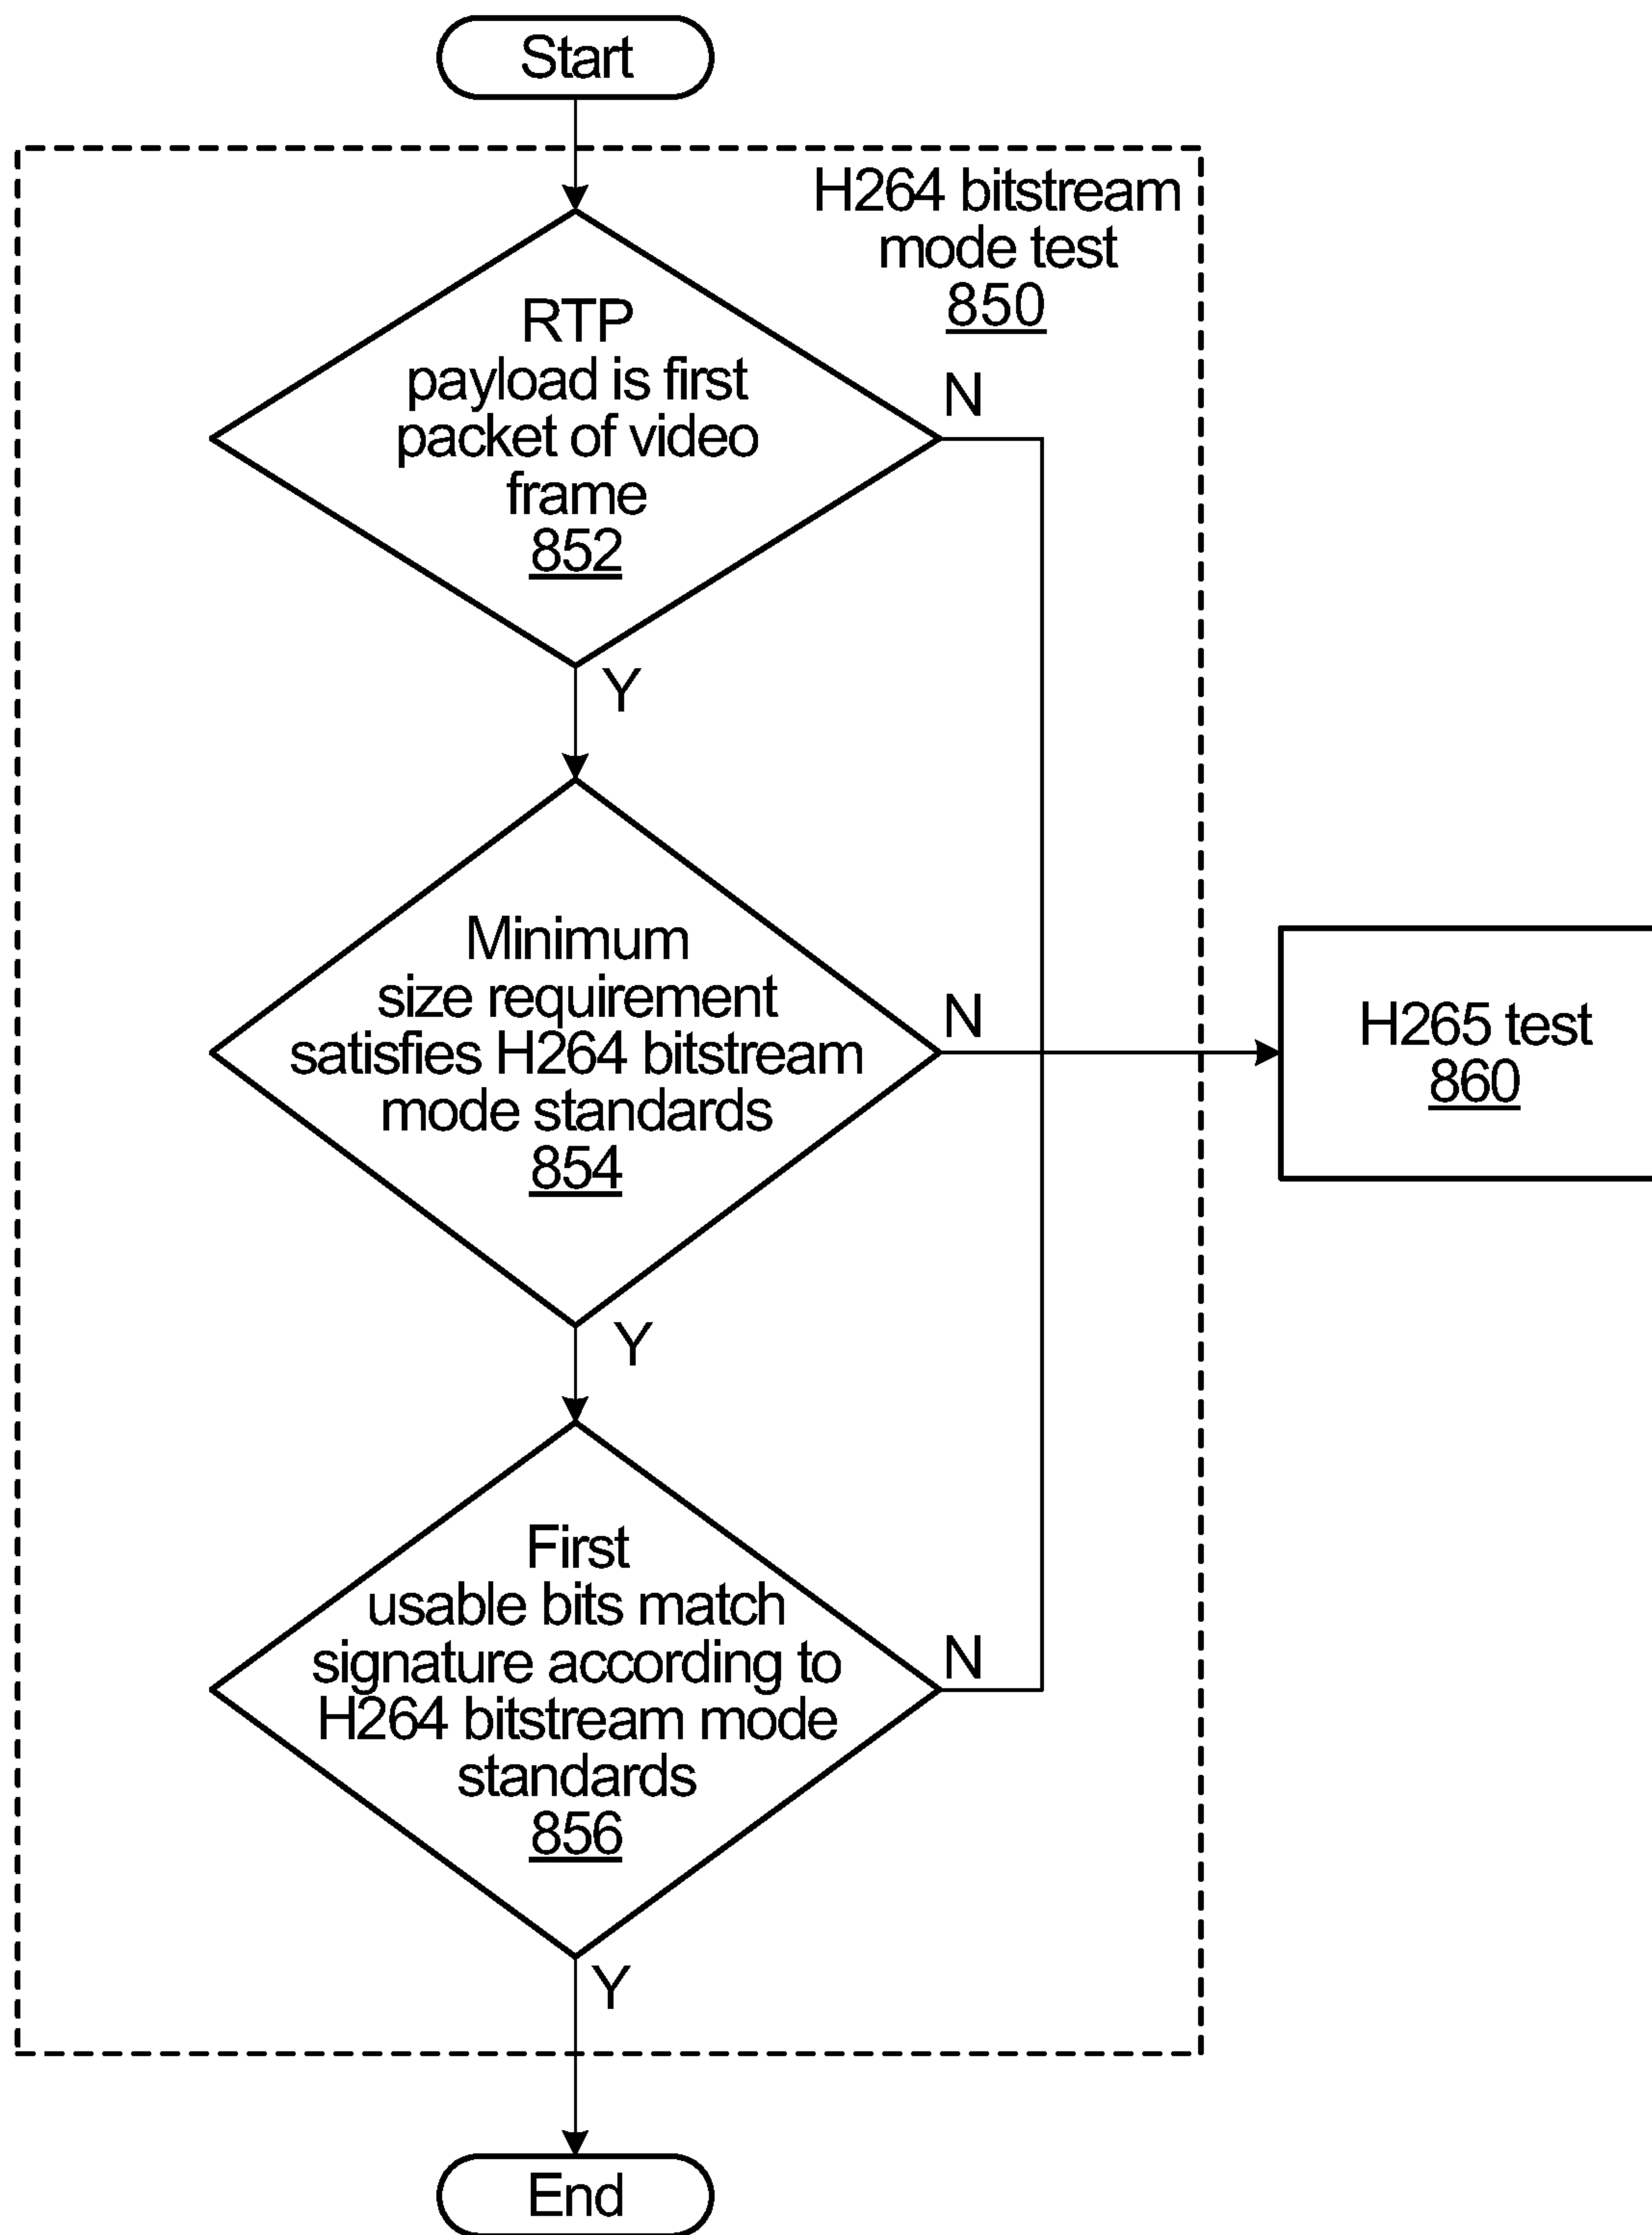 Start
H264 bitstream
mode test
850
RTP
payload is first
packet of video
frame
852
N
Y
Minimum
size requirement
satisfies H264 bitstream
mode standards
854
N
H265 test
860
Y
First
usable bits match
signature according to
H264 bitstream mode
standards
856
N
Y
End